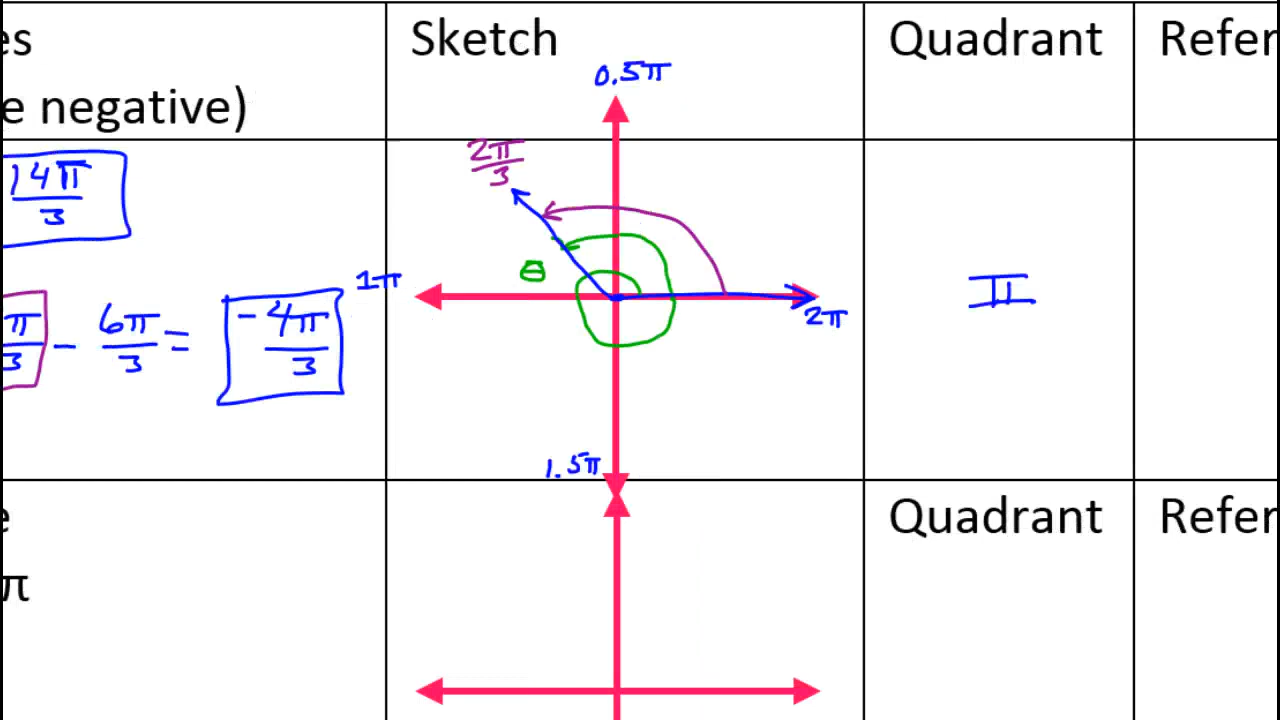 es
e negative)
Sketch
Quadrant
Refer
0.5π
14π
3
2π
3
θ
1π
2π
1.5π
II
π
3
- 6π
3
= -4π
3
e
π
Quadrant
Refer